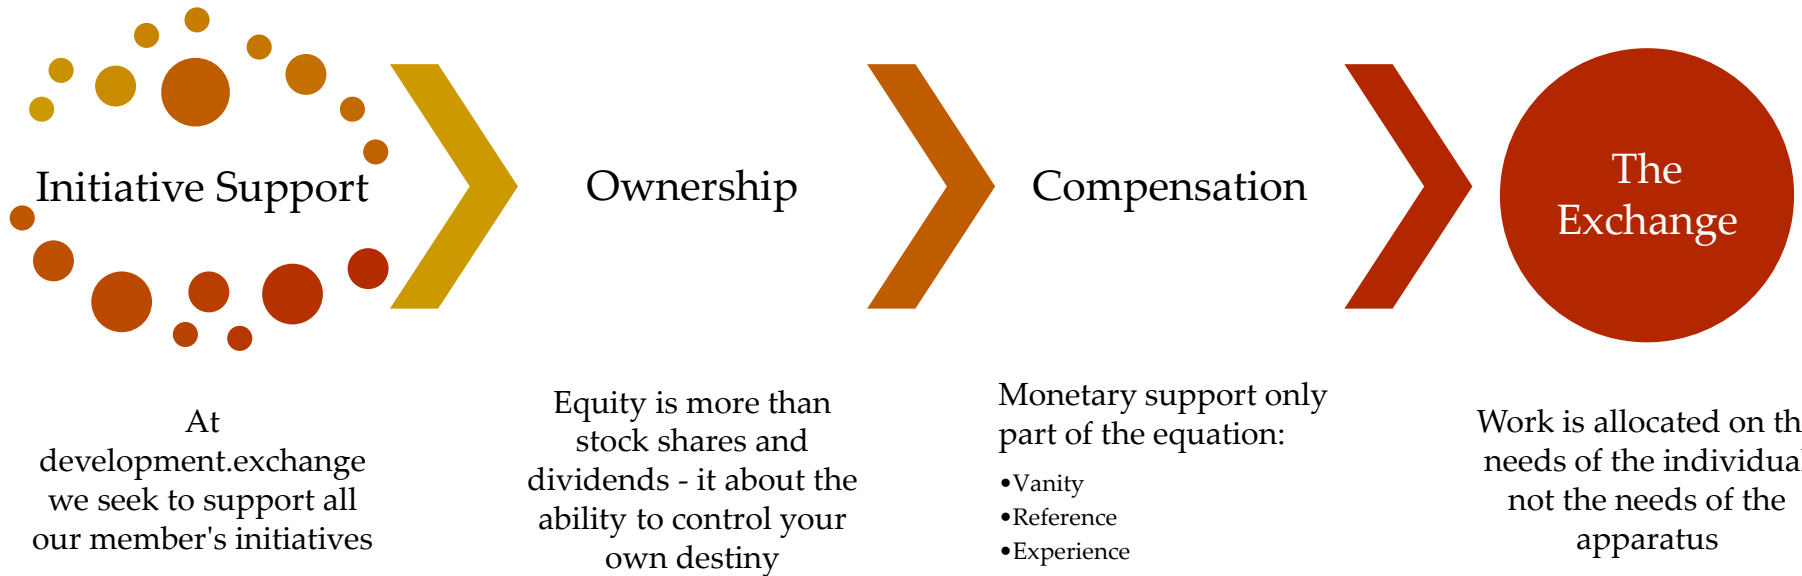 Initiative Support
Ownership
Compensation
The
Exchange
At
development.exchange
we seek to support all
our member's initiatives
Equity is more than
stock shares and
dividends - it about the
ability to control your
own destiny
Monetary support only
part of the equation:
•Vanity
•Reference
•Experience
Work is allocated on th
needs of the individual
not the needs of the
apparatus